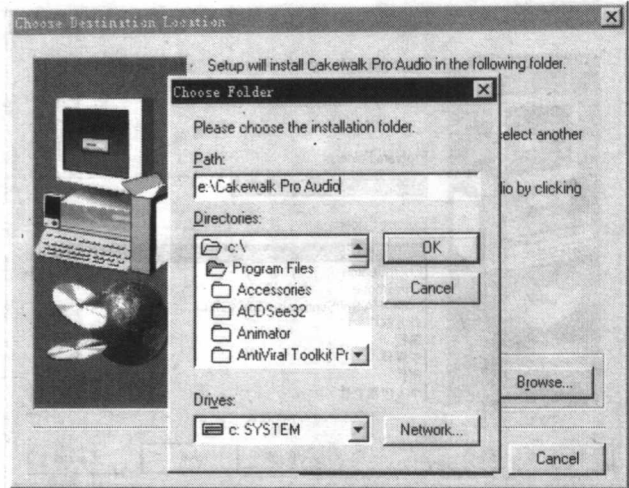 Choose Destination Location
Setup will install Cakewalk Pro Audio in the following folder.
Choose Folder
Please choose the installation folder.
select another
Path:
e:\Cakewalk Pro Audio
lio by clicking
Directories:
c:\
OK
Program Files
Accessories
Cancel
ACDSee32
Animator
AntiViral Toolkit Pr
Browse...
Drives:
c: SYSTEM
Network...
Cancel